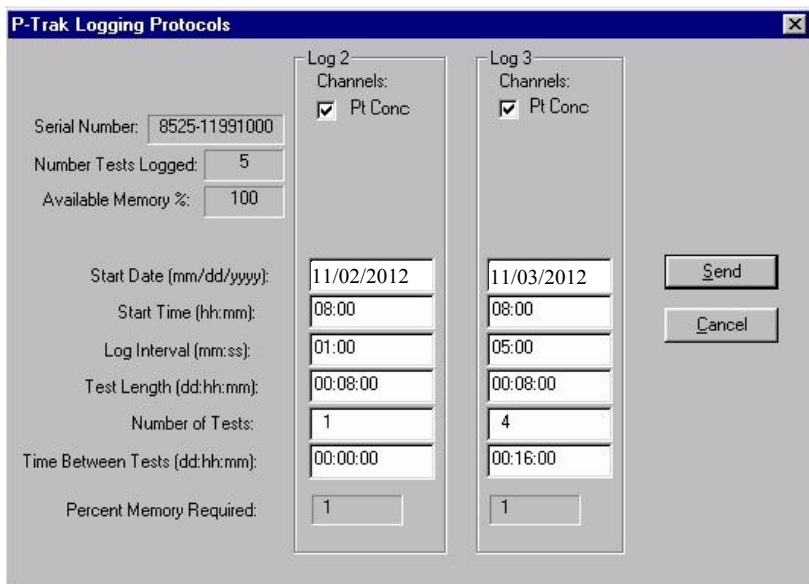 P-Trak Logging Protocols
Log 2
Log 3
Channels:
Channels:
Pt Conc
Pt Conc
Serial Number: 8525-11991000
Number Tests Logged: 5
Available Memory %: 100
Start Date (mm/dd/yyyy): 11/02/2012 11/03/2012
Start Time (hh:mm): 08:00 08:00
Log Interval (mm:ss): 01:00 05:00
Test Length (dd:hh:mm): 00:08:00 00:08:00
Number of Tests: 1 4
Time Between Tests (dd:hh:mm): 00:00:00 00:16:00
Percent Memory Required: 1 1
Send
Cancel